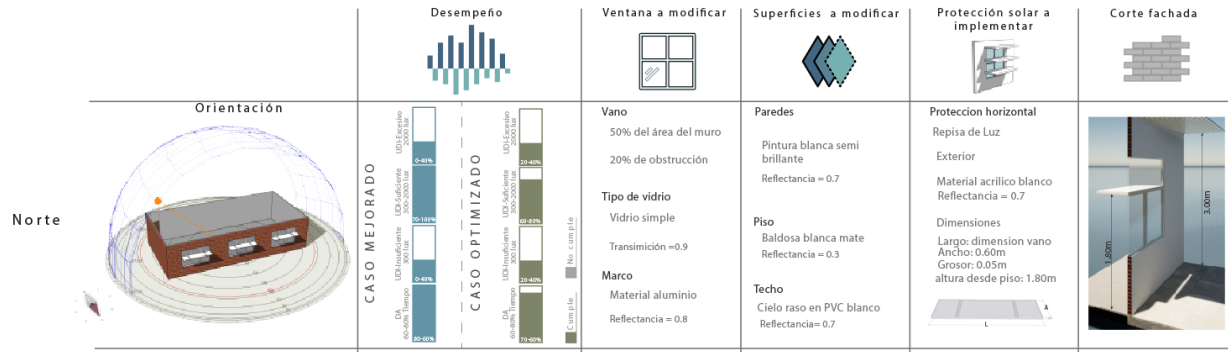 Desempeño
Ventana a modificar
Superficies a modificar
Protección solar a
implementar
Corte fachada
Norte
Orientación
CASO MEJORADO
UDI-Excesivo
2000 lux
0-40%
UDI-Suficiente
300-2000 lux
70-100%
UDI-Insuficiente
300 lux
0-40%
DA
60-80% Tiempo
80-60%
CASO OPTIMIZADO
UDI-Excesivo
2000 lux
20-40%
UDI-Suficiente
300-2000 lux
60-80%
UDI-Insuficiente
300 lux
20-40%
DA
60-80% Tiempo
70-60%
No cumple
Cumple
Vano
50% del área del muro
20% de obstrucción
Tipo de vidrio
Vidrio simple
Transimición =0.9
Marco
Material aluminio
Reflectancia = 0.8
Paredes
Pintura blanca semi
brillante
Reflectancia = 0.7
Piso
Baldosa blanca mate
Reflectancia = 0.3
Techo
Cielo raso en PVC blanco
Reflectancia= 0.7
Proteccion horizontal
Repisa de Luz
Exterior
Material acrilico blanco
Reflectancia = 0.7
Dimensiones
Largo: dimension vano
Ancho: 0.60m
Grosor: 0.05m
altura desde piso: 1.80m
A
L
3.00m
1.80m